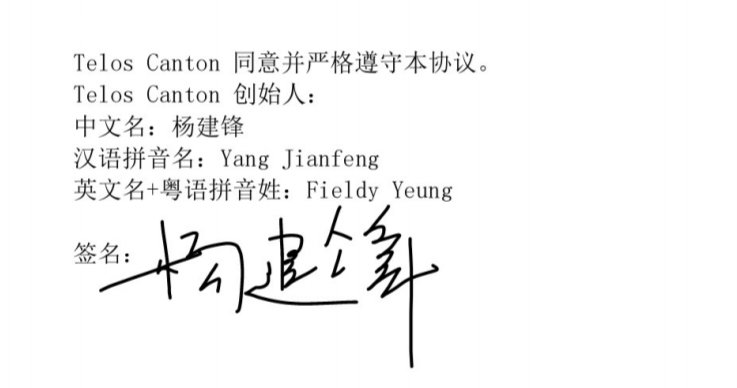 Telos Canton 同意并严格遵守本协议。
Telos Canton 创始人：
中文名：杨建锋
汉语拼音名：Yang Jianfeng
英文名+粤语拼音姓：Fieldy Yeung
签名：杨建锋